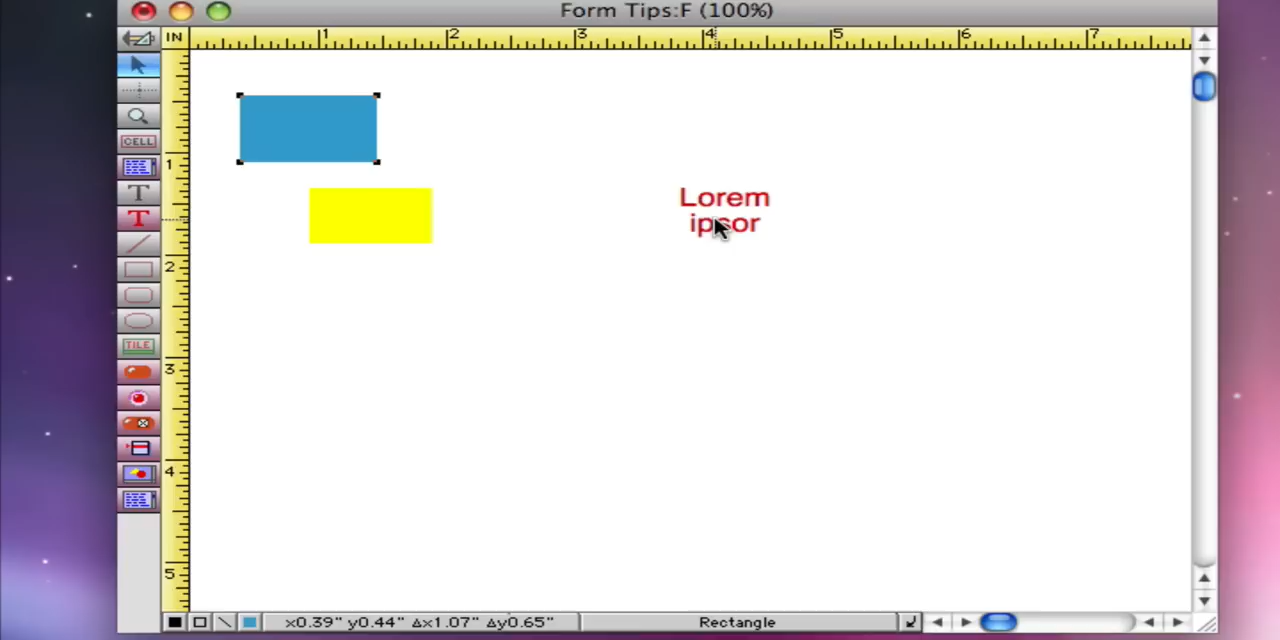 Form Tips:F (100%)
IN 1 2 3 4 5 6 7
CELL
1
T
Lorem
T
ipsor
2
TILE
3
4
5
x0.39" y0.44" Δx1.07" Δy0.65" Rectangle